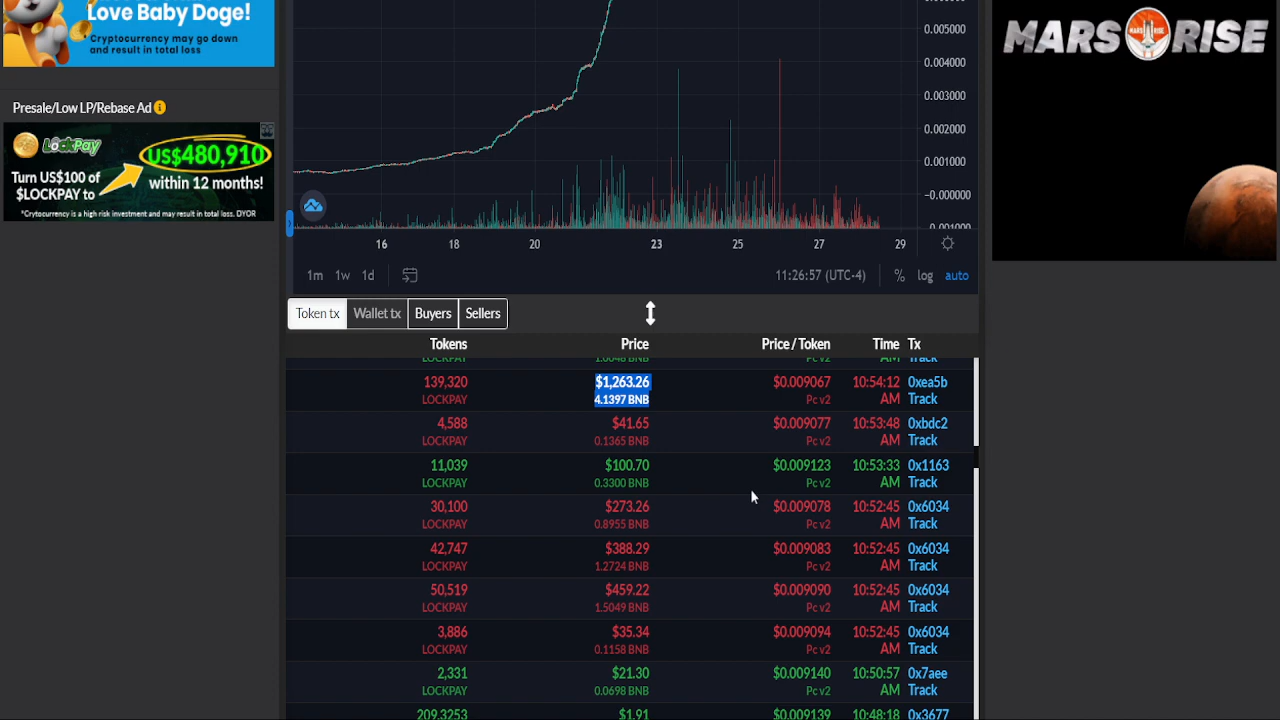 Love Baby Doge!
* Cryptocurrency may go down
and result in total loss
Presale/Low LP/Rebase Ad
LockPay
US$480,910
Turn US$100 of
$LOCKPAY to
within 12 months!
*Crytocurrency is a high risk investment and may result in total loss. DYOR
0.005000
0.004000
0.003000
0.002000
0.001000
−0.000000
−0.001000
16 18 20 23 25 27 29
1m 1w 1d 11:26:57 (UTC-4) % log auto
Token tx Wallet tx Buyers Sellers
Tokens Price Price / Token Time Tx
LOCKPAY 1.0048 BNB Pc v2 AM Track
139,320 $1,263.26 $0.009067 10:54:12 0xea5b
LOCKPAY 4.1397 BNB Pc v2 AM Track
4,588 $41.65 $0.009077 10:53:48 0xbdc2
LOCKPAY 0.1365 BNB Pc v2 AM Track
11,039 $100.70 $0.009123 10:53:33 0x1163
LOCKPAY 0.3300 BNB Pc v2 AM Track
30,100 $273.26 $0.009078 10:52:45 0x6034
LOCKPAY 0.8955 BNB Pc v2 AM Track
42,747 $388.29 $0.009083 10:52:45 0x6034
LOCKPAY 1.2724 BNB Pc v2 AM Track
50,519 $459.22 $0.009090 10:52:45 0x6034
LOCKPAY 1.5049 BNB Pc v2 AM Track
3,886 $35.34 $0.009094 10:52:45 0x6034
LOCKPAY 0.1158 BNB Pc v2 AM Track
2,331 $21.30 $0.009140 10:50:57 0x7aee
LOCKPAY 0.0698 BNB Pc v2 AM Track
209.3253 $1.91 $0.009139 10:48:18 0x3677
MARS RISE